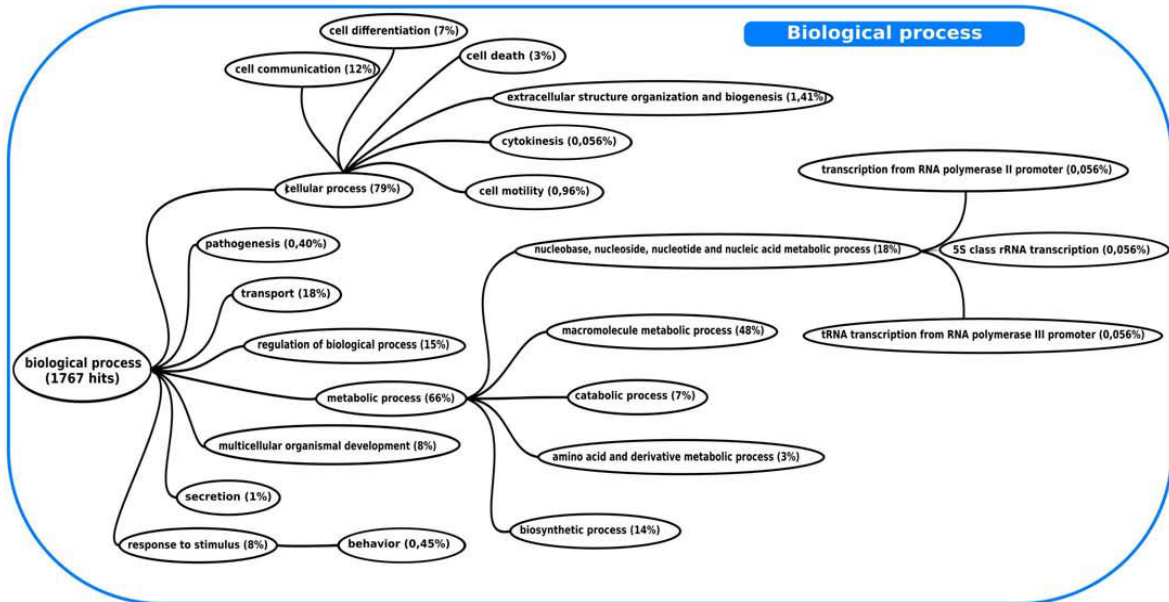 Biological process
cell differentiation (7%)
cell communication (12%)
cell death (3%)
extracellular structure organization and biogenesis (1,41%)
cytokinesis (0,056%)
cellular process (79%)
cell motility (0,96%)
transcription from RNA polymerase II promoter (0,056%)
pathogenesis (0,40%)
nucleobase, nucleoside, nucleotide and nucleic acid metabolic process (18%)
5S class rRNA transcription (0,056%)
transport (18%)
macromolecule metabolic process (48%)
tRNA transcription from RNA polymerase III promoter (0,056%)
regulation of biological process (15%)
biological process
(1767 hits)
metabolic process (66%)
catabolic process (7%)
multicellular organismal development (8%)
amino acid and derivative metabolic process (3%)
secretion (1%)
biosynthetic process (14%)
response to stimulus (8%)
behavior (0,45%)